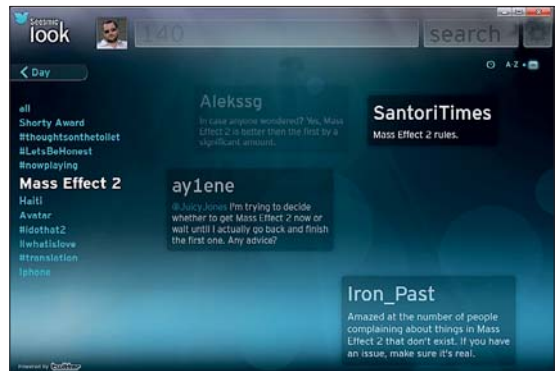 Seesmic
look
140
search
Day
A-Z
all
Shorty Award
#thoughtsonthetoilet
#LetsBeHonest
#nowplaying
Mass Effect 2
Haiti
Avatar
#idothat2
#whatislove
#translation
Iphone
Alekssg
In case anyone wondered? Yes, Mass
Effect 2 is better then the first by a
significant amount.
SantoriTimes
Mass Effect 2 rules.
ay1ene
@JuicyJones I'm trying to decide
whether to get Mass Effect 2 now or
wait until I actually go back and finish
the first one. Any advice?
Iron_Past
Amazed at the number of people
complaining about things in Mass
Effect 2 that don't exist. If you have
an issue, make sure it's real.
Powered by twitter